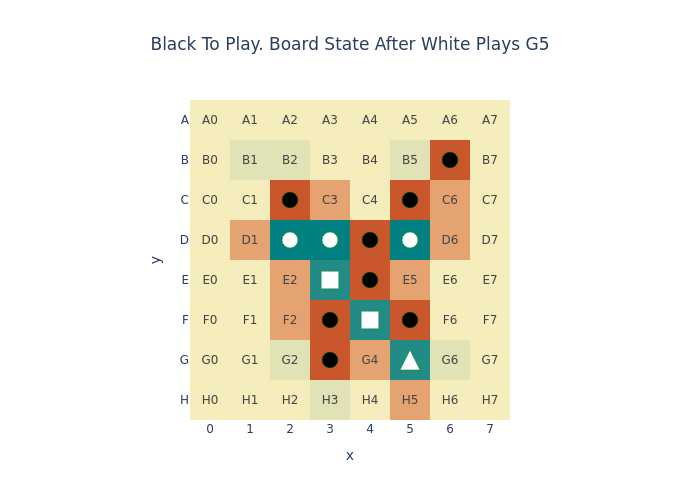 Black To Play. Board State After White Plays G5
A A0 A1 A2 A3 A4 A5 A6 A7
B B0 B1 B2 B3 B4 B5 B7
C C0 C1 C3 C4 C6 C7
D D0 D1 D6 D7
y
E E0 E1 E2 E5 E6 E7
F F0 F1 F2 F6 F7
G G0 G1 G2 G4 G6 G7
H H0 H1 H2 H3 H4 H5 H6 H7
0 1 2 3 4 5 6 7
x